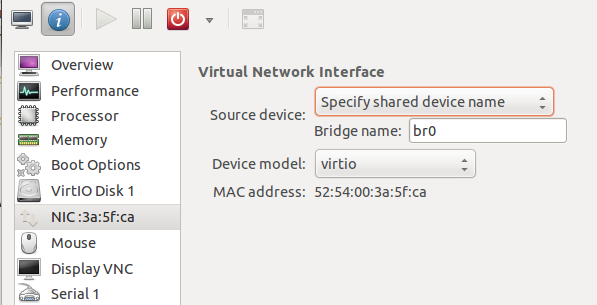 Overview
Performance
Processor
Memory
Boot Options
VirtIO Disk 1
NIC :3a:5f:ca
Mouse
Display VNC
Serial 1
Virtual Network Interface
Source device: Specify shared device name
Bridge name: br0
Device model: virtio
MAC address: 52:54:00:3a:5f:ca